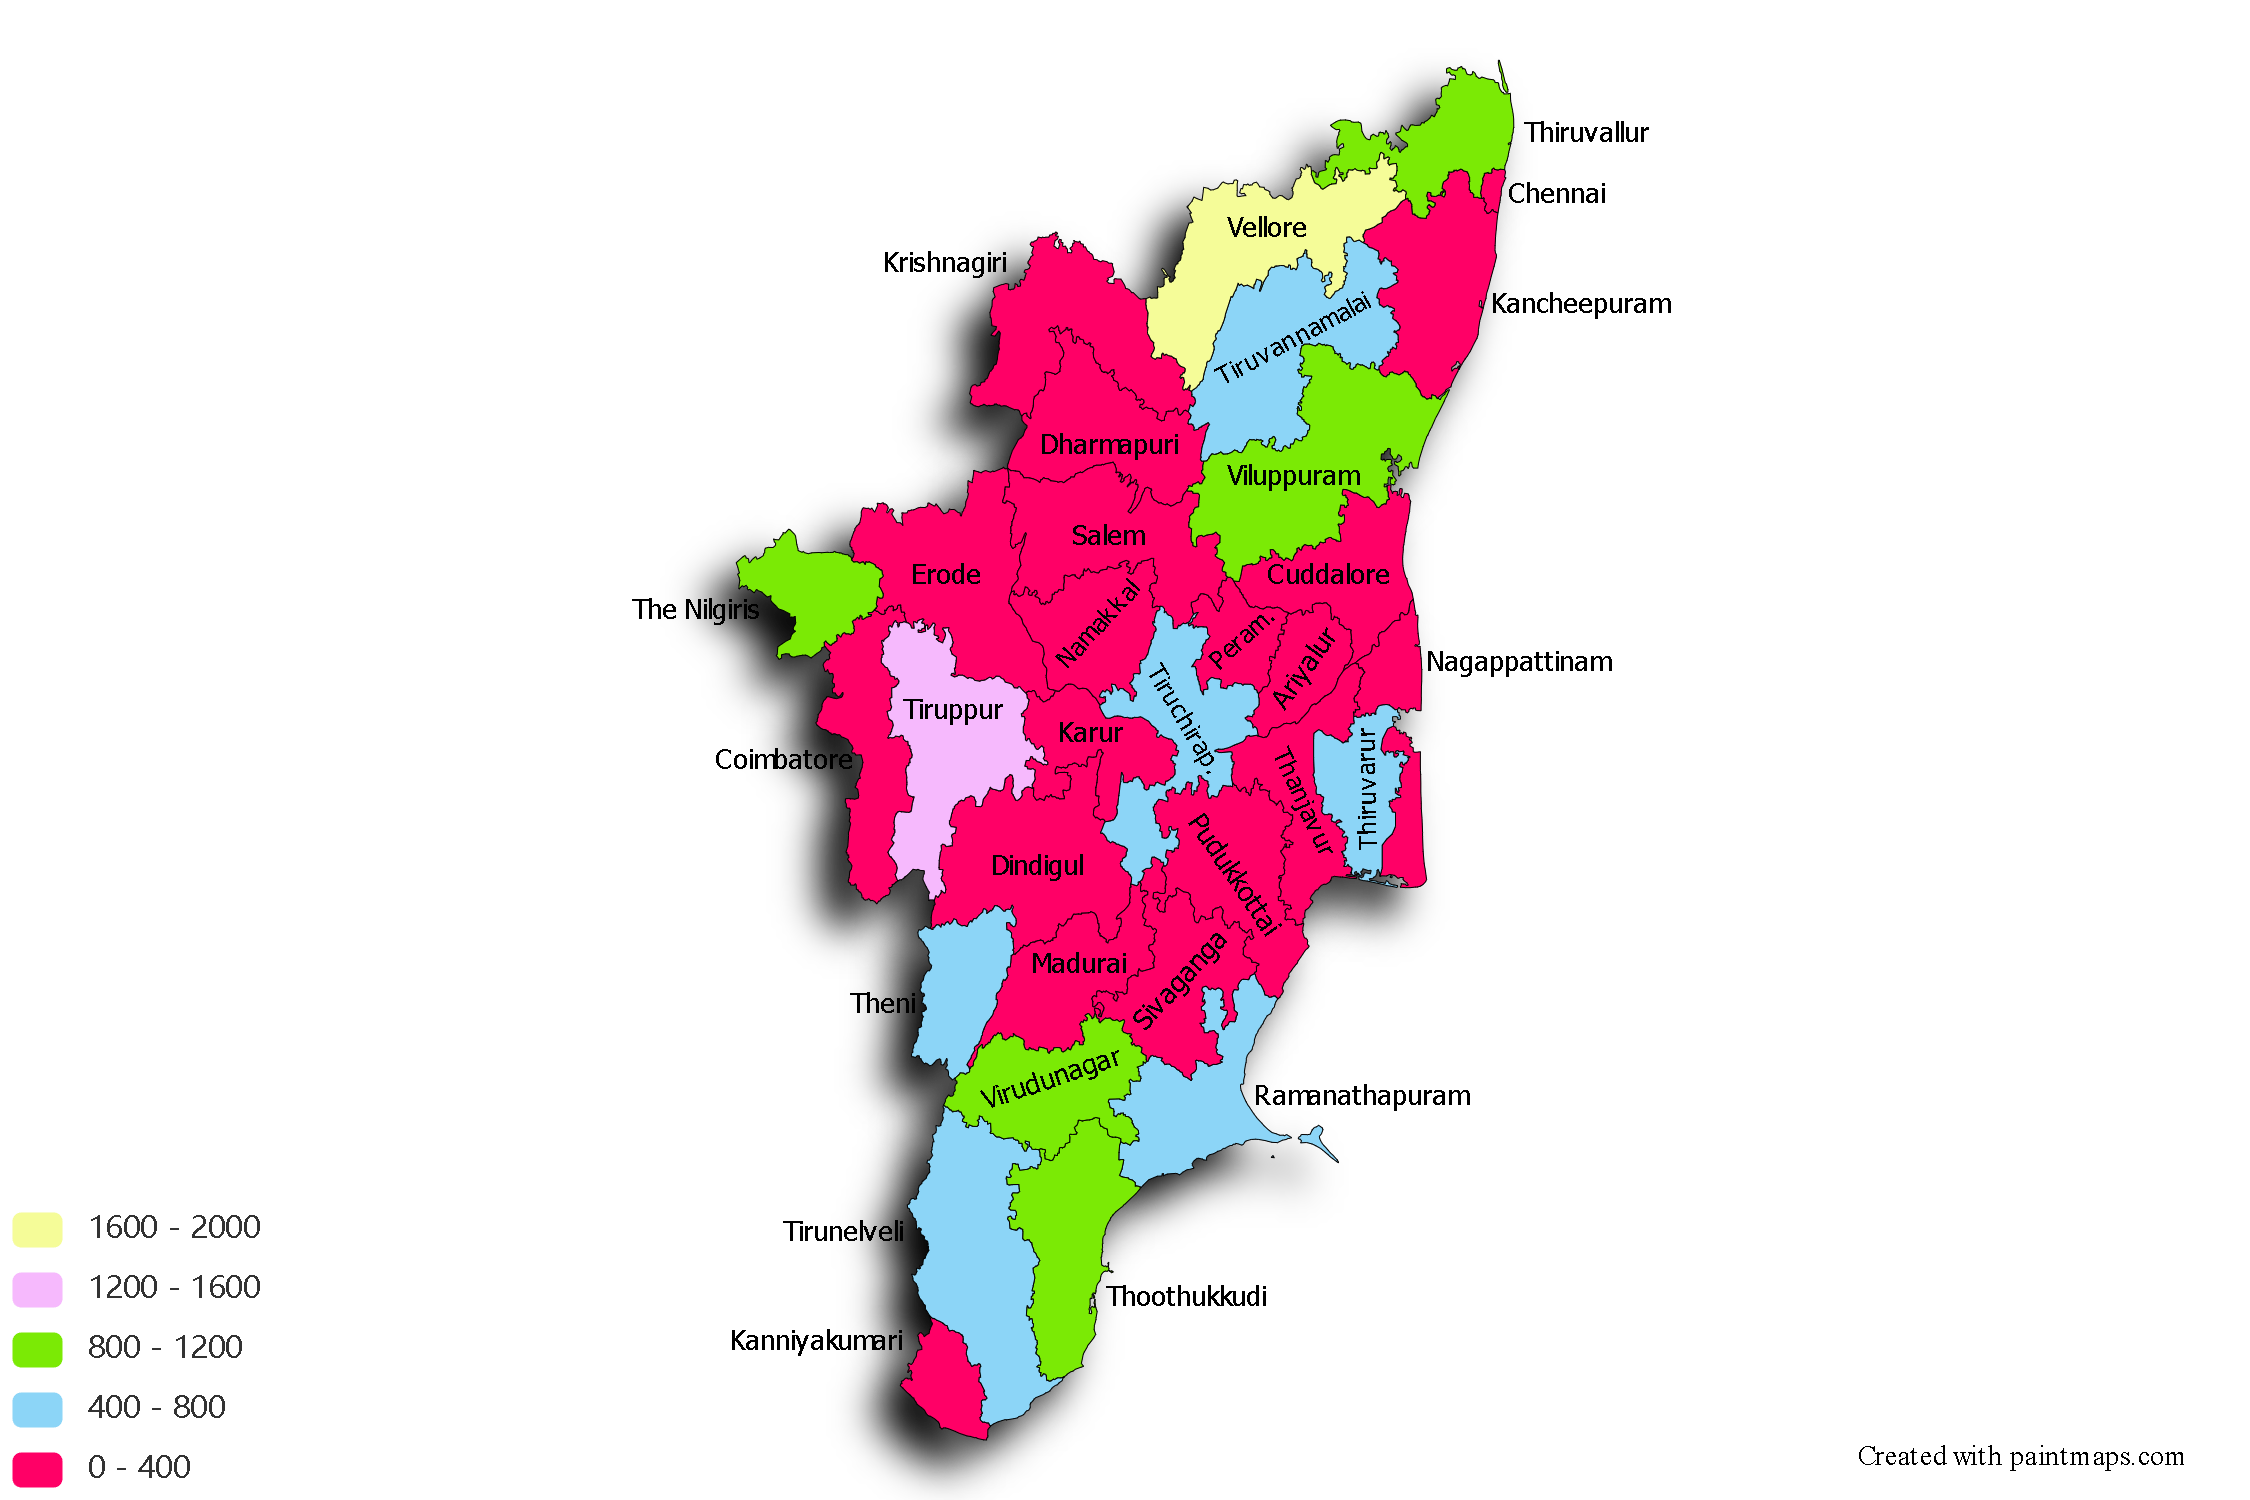 Thiruvallur
Chennai
Vellore
Krishnagiri
Kancheepuram
Tiruvannamalai
Dharmapuri
Viluppuram
Salem
Erode
Cuddalore
The Nilgiris
Namakkal
Peram.
Ariyalur
Nagappattinam
Tiruppur
Tiruchirap.
Karur
Coimbatore
Thanjavur
Thiruvarur
Pudukkottai
Dindigul
Madurai
Sivaganga
Theni
Virudunagar
Ramanathapuram
Tirunelveli
Thoothukkudi
Kanniyakumari
1600 - 2000
1200 - 1600
800 - 1200
400 - 800
0 - 400
Created with paintmaps.com